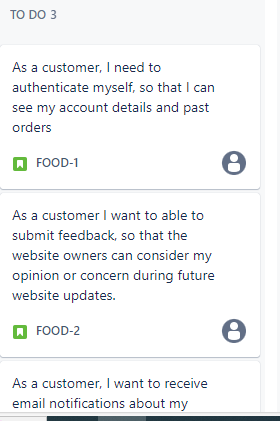 TO DO 3
As a customer, I need to
authenticate myself, so that I can
see my account details and past
orders
FOOD-1
As a customer I want to able to
submit feedback, so that the
website owners can consider my
opinion or concern during future
website updates.
FOOD-2
As a customer, I want to receive
email notifications about my